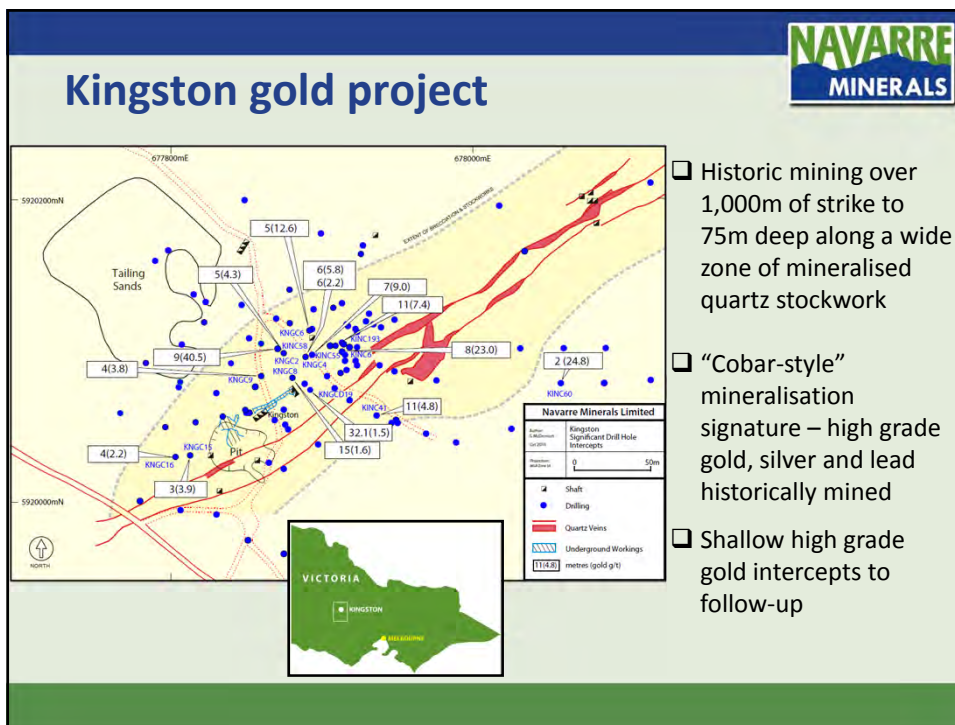 NAVARRE
MINERALS
Kingston gold project
677800mE
678000mE
5920200mN
EXTENT OF BRECCIATION & STOCKWORKS
Tailing
Sands
5(12.6)
5(4.3)
6(5.8)
6(2.2)
7(9.0)
11(7.4)
KNGC6
KINC193
KINC58
KINC55
KINC6
9(40.5)
KNGC2
KNGC4
8(23.0)
2 (24.8)
4(3.8)
KNGC8
KNGC9
KNGCD19
KINC60
KINC41
11(4.8)
Kingston
32.1(1.5)
15(1.6)
Pit
4(2.2)
KNGC16
KNGC15
3(3.9)
5920000mN
NORTH
Navarre Minerals Limited
Kingston
Significant Drill Hole
Intercepts
0 50m
Shaft
Drilling
Quartz Veins
Underground Workings
11(4.8) metres (gold g/t)
VICTORIA
KINGSTON
MELBOURNE
Historic mining over
1,000m of strike to
75m deep along a wide
zone of mineralised
quartz stockwork
“Cobar-style”
mineralisation
signature – high grade
gold, silver and lead
historically mined
Shallow high grade
gold intercepts to
follow-up